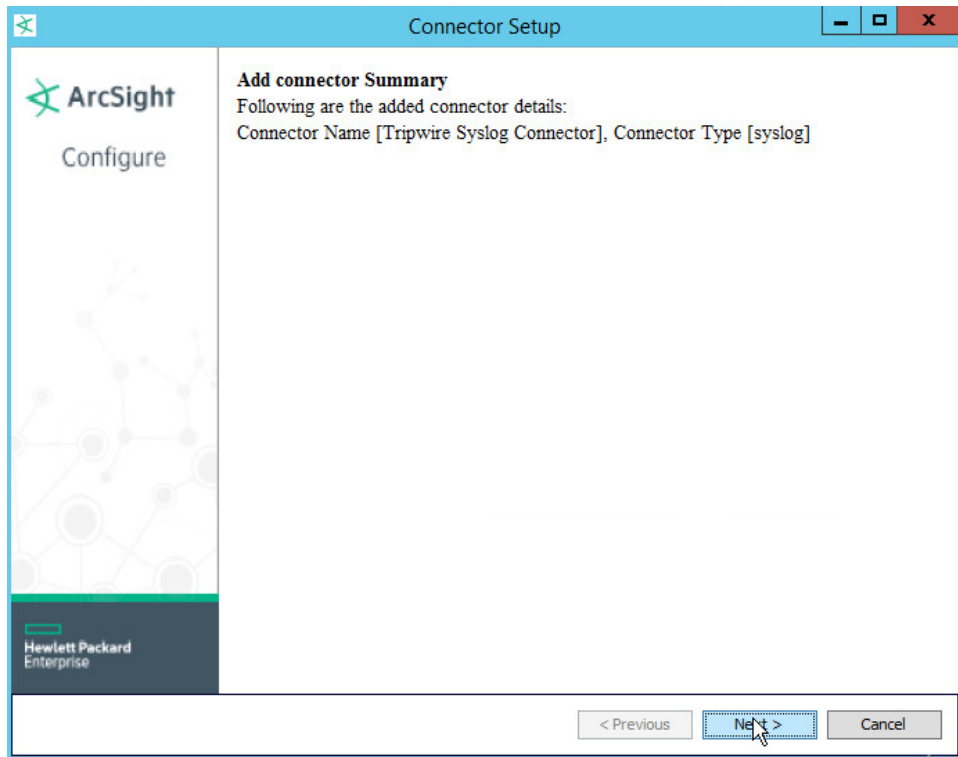 Connector Setup
ArcSight
Configure
Add connector Summary
Following are the added connector details:
Connector Name [Tripwire Syslog Connector], Connector Type [syslog]
Hewlett Packard
Enterprise
< Previous
Next >
Cancel